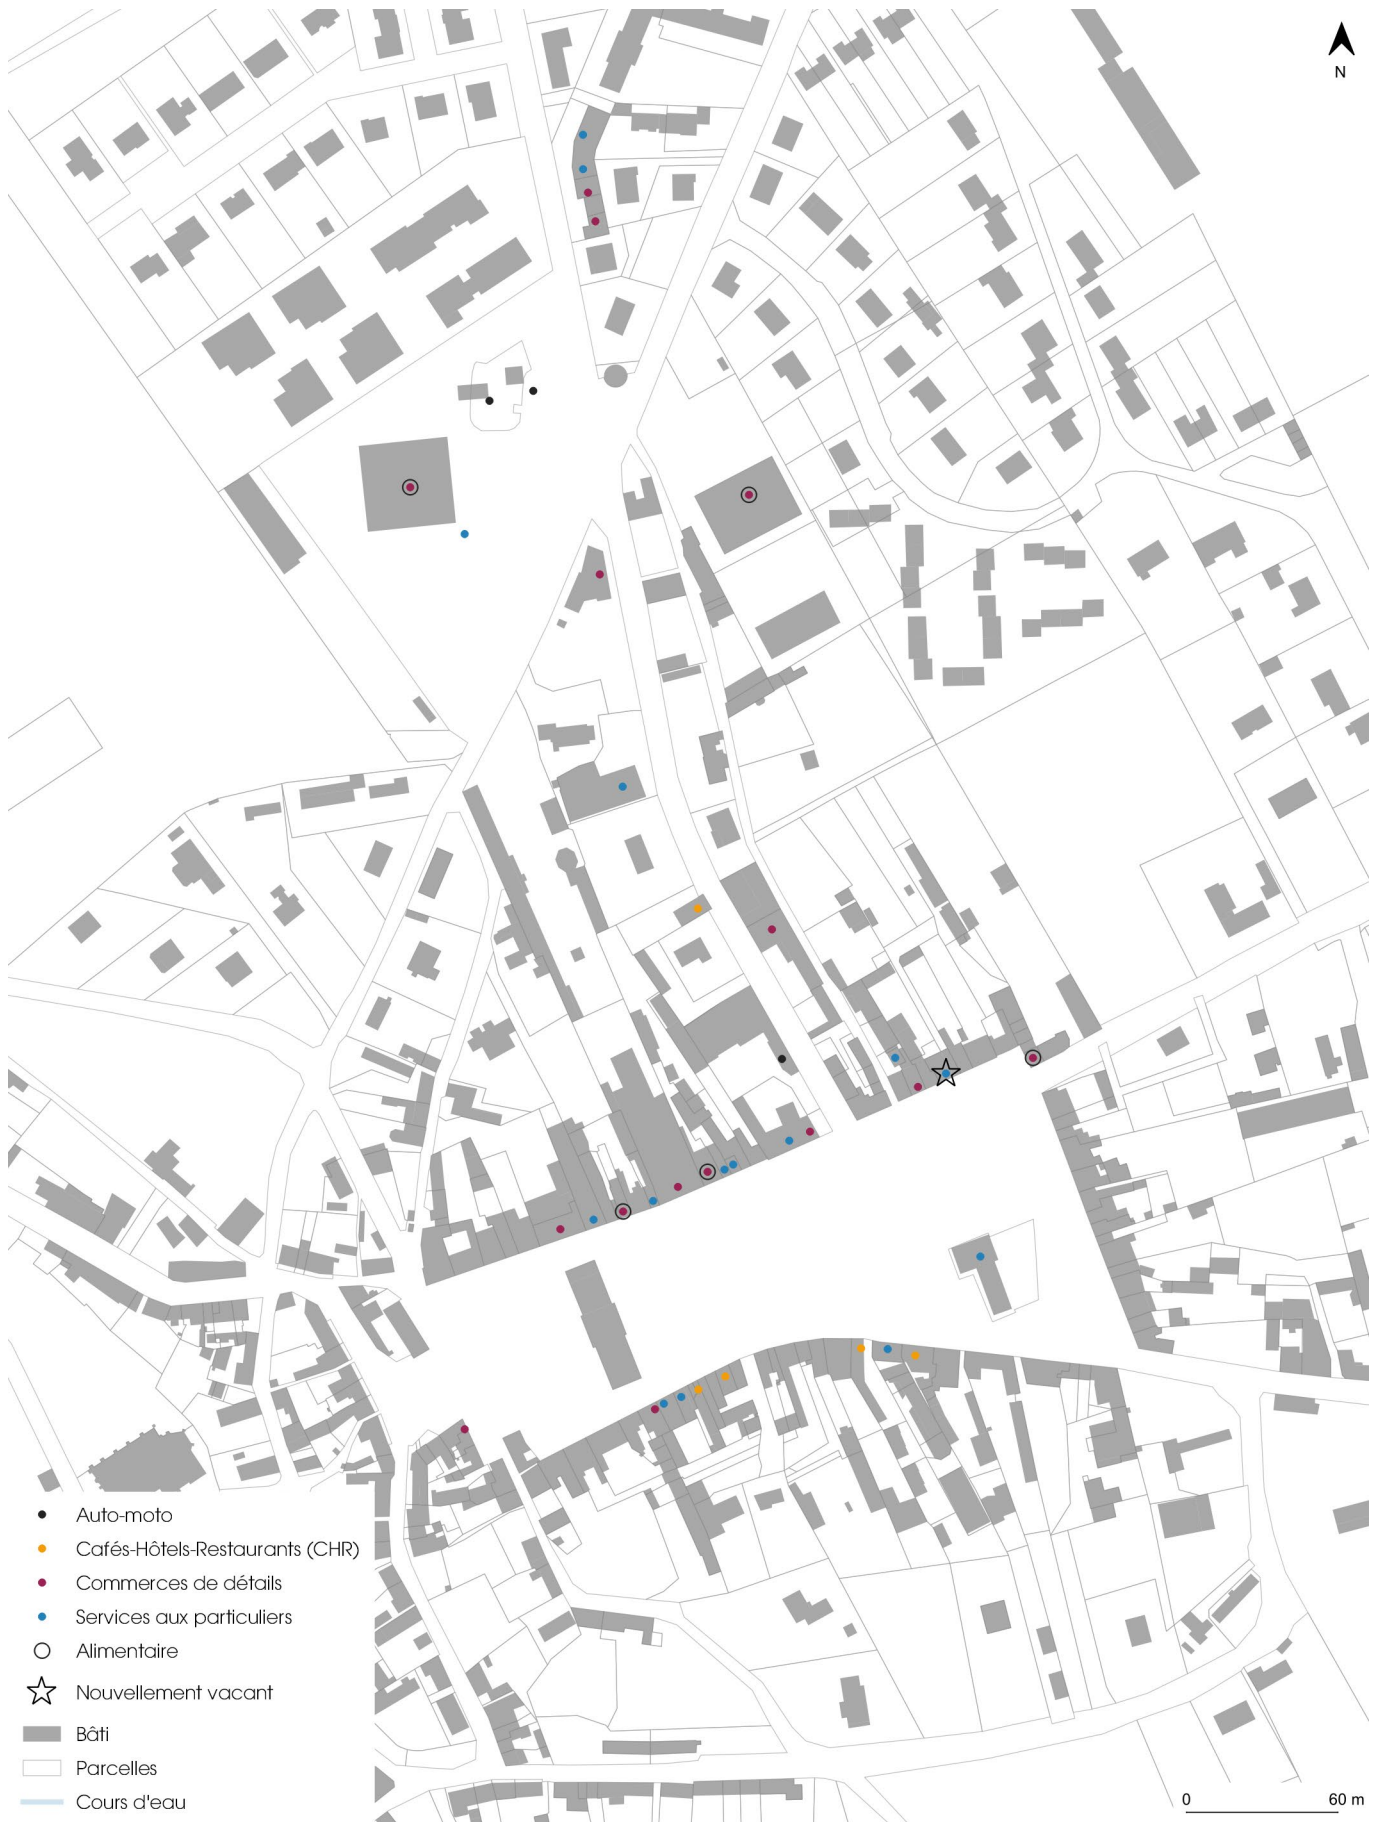 N
Auto-moto
Cafés-Hôtels-Restaurants (CHR)
Commerces de détails
Services aux particuliers
Alimentaire
Nouvellement vacant
Bâti
Parcelles
Cours d'eau
0 60 m